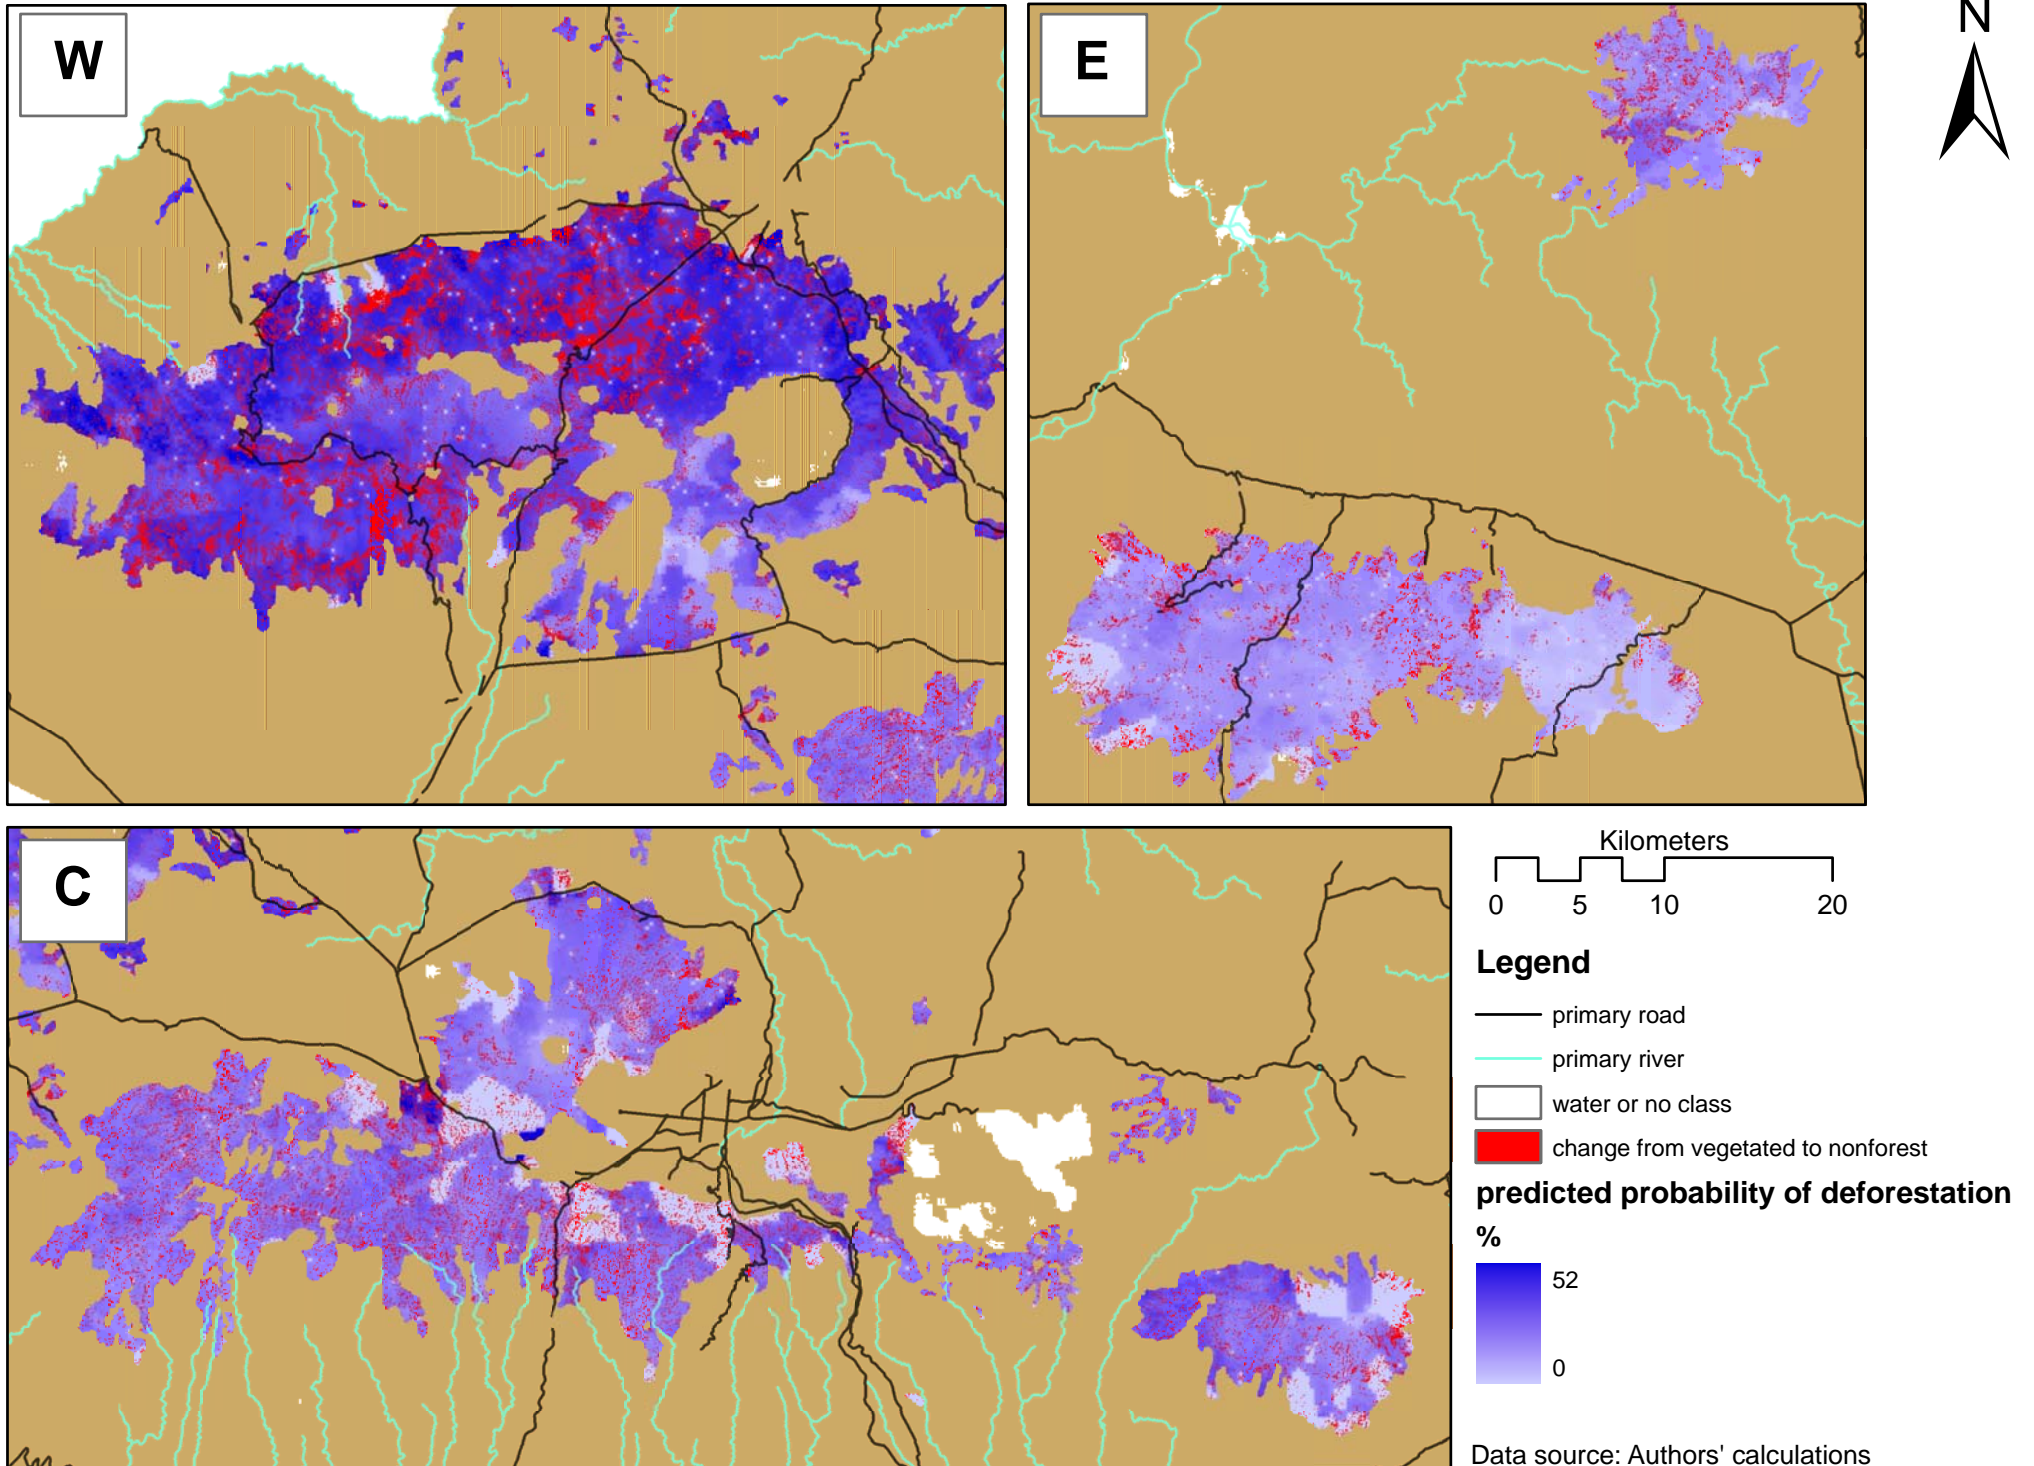 W
E
N
C
Kilometers
0 5 10 20
Legend
primary road
primary river
water or no class
change from vegetated to nonforest
predicted probability of deforestation
%
52
0
Data source: Authors' calculations